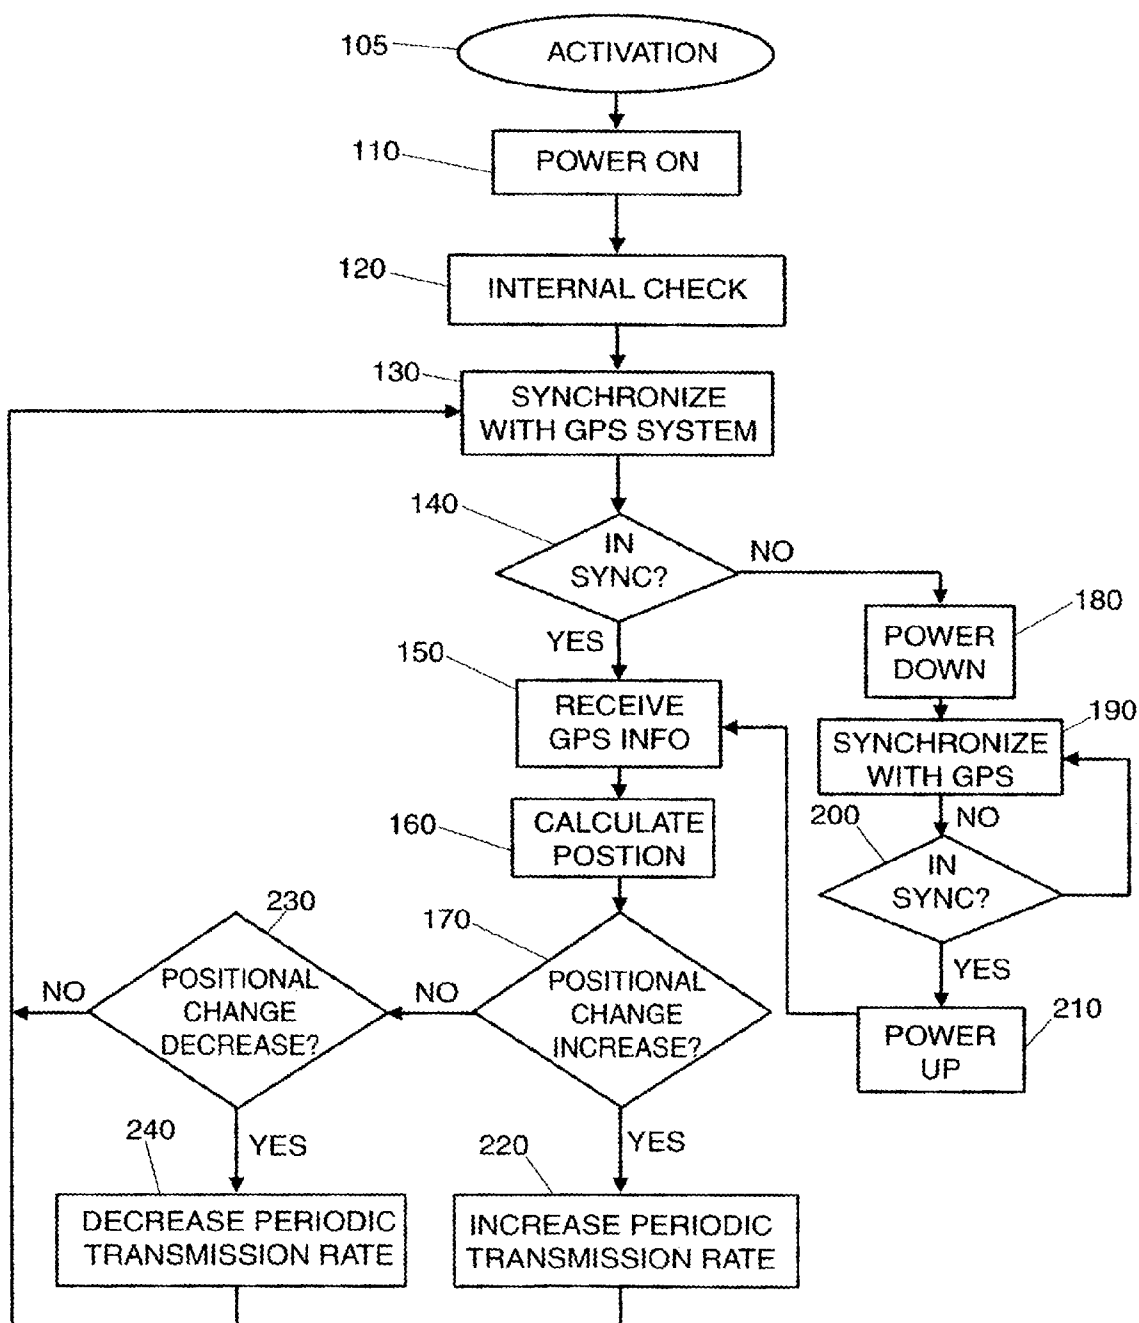 105
ACTIVATION
110
POWER ON
120
INTERNAL CHECK
130
SYNCHRONIZE
WITH GPS SYSTEM
140
IN
SYNC?
NO
YES
180
POWER
DOWN
150
RECEIVE
GPS INFO
190
SYNCHRONIZE
WITH GPS
NO
160
CALCULATE
POSTION
200
IN
SYNC?
YES
210
POWER
UP
170
POSITIONAL
CHANGE
INCREASE?
NO
YES
230
POSITIONAL
CHANGE
DECREASE?
NO
YES
240
DECREASE PERIODIC
TRANSMISSION RATE
220
INCREASE PERIODIC
TRANSMISSION RATE